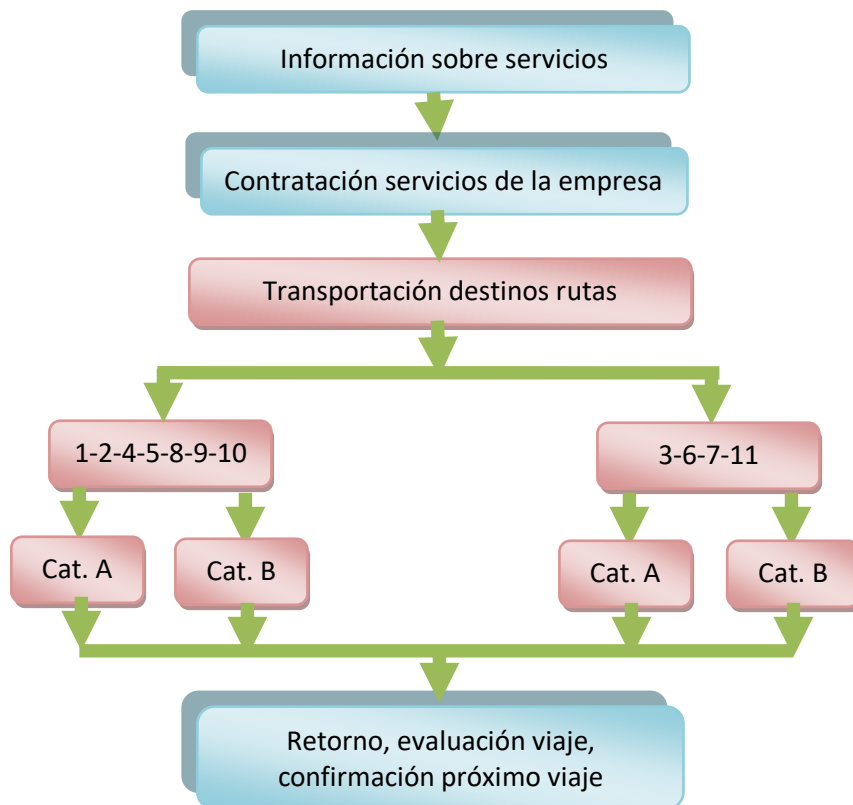 Información sobre servicios
Contratación servicios de la empresa
Transportación destinos rutas
1-2-4-5-8-9-10
3-6-7-11
Cat. A
Cat. B
Cat. A
Cat. B
Retorno, evaluación viaje,
confirmación próximo viaje